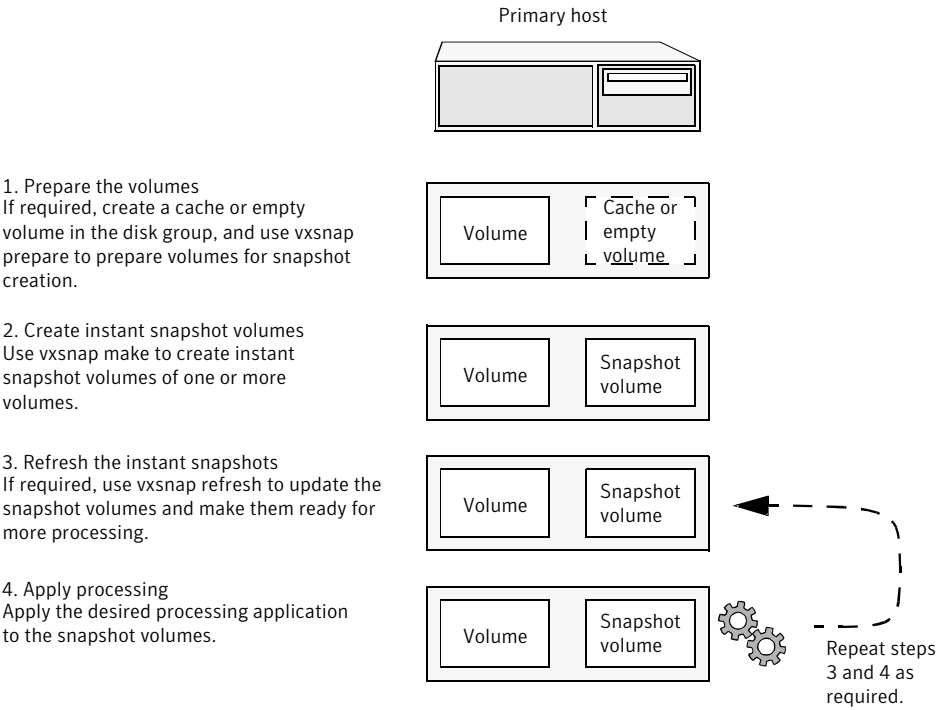 Primary host
1. Prepare the volumes
If required, create a cache or empty
volume in the disk group, and use vxsnap
prepare to prepare volumes for snapshot
creation.
Volume
Cache or
empty
volume
2. Create instant snapshot volumes
Use vxsnap make to create instant
snapshot volumes of one or more
volumes.
Volume
Snapshot
volume
3. Refresh the instant snapshots
If required, use vxsnap refresh to update the
snapshot volumes and make them ready for
more processing.
Volume
Snapshot
volume
4. Apply processing
Apply the desired processing application
to the snapshot volumes.
Volume
Snapshot
volume
Repeat steps
3 and 4 as
required.